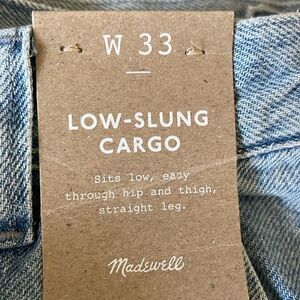 W 33
LOW-SLUNG
CARGO
Sits low, easy
through hip and thigh,
straight leg.
Madewell